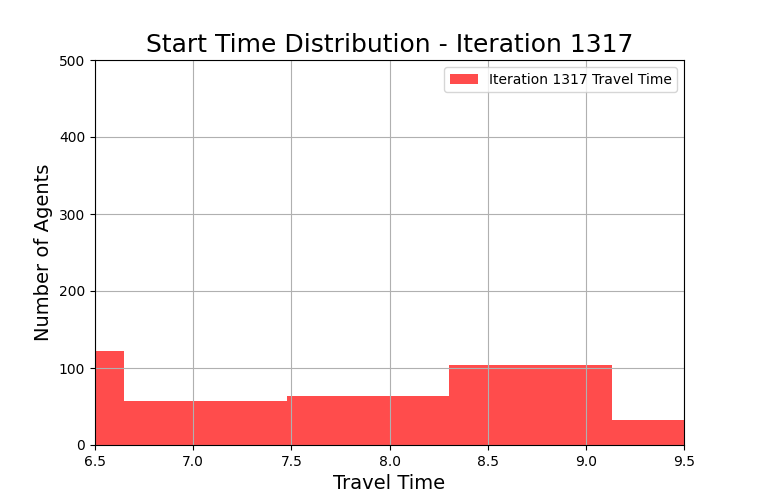 Start Time Distribution - Iteration 1317
500
Iteration 1317 Travel Time
400
300
200
100
0
Number of Agents
6.5 7.0 7.5 8.0 8.5 9.0 9.5
Travel Time